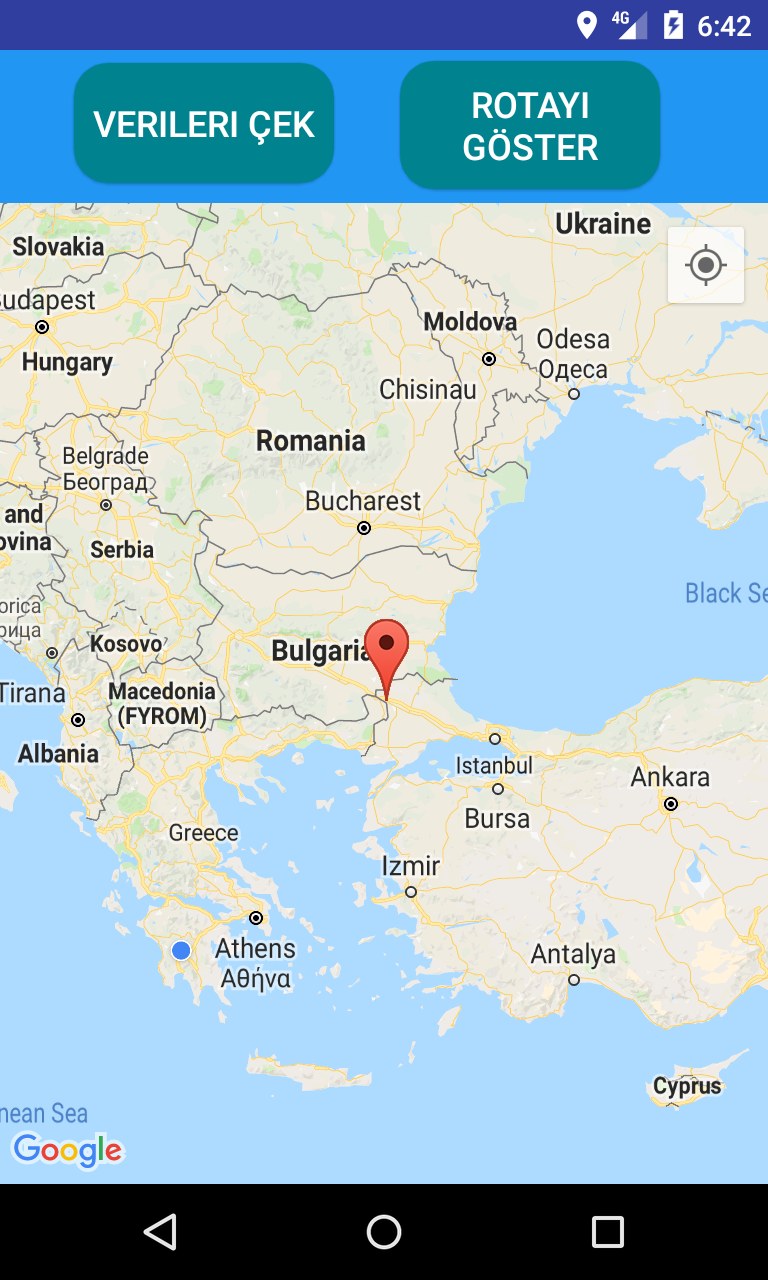 4G
6:42
VERILERI ÇEK
ROTAYI
GÖSTER
Ukraine
Slovakia
udapest
Moldova
Odesa
Одеса
Hungary
Chisinau
Romania
Belgrade
Београд
Bucharest
and
ovina
Serbia
Black Se
orica
рица
Kosovo
Bulgaria
Tirana
Macedonia
(FYROM)
Albania
Istanbul
Ankara
Bursa
Greece
Izmir
Athens
Αθήνα
Antalya
Cyprus
nean Sea
Google